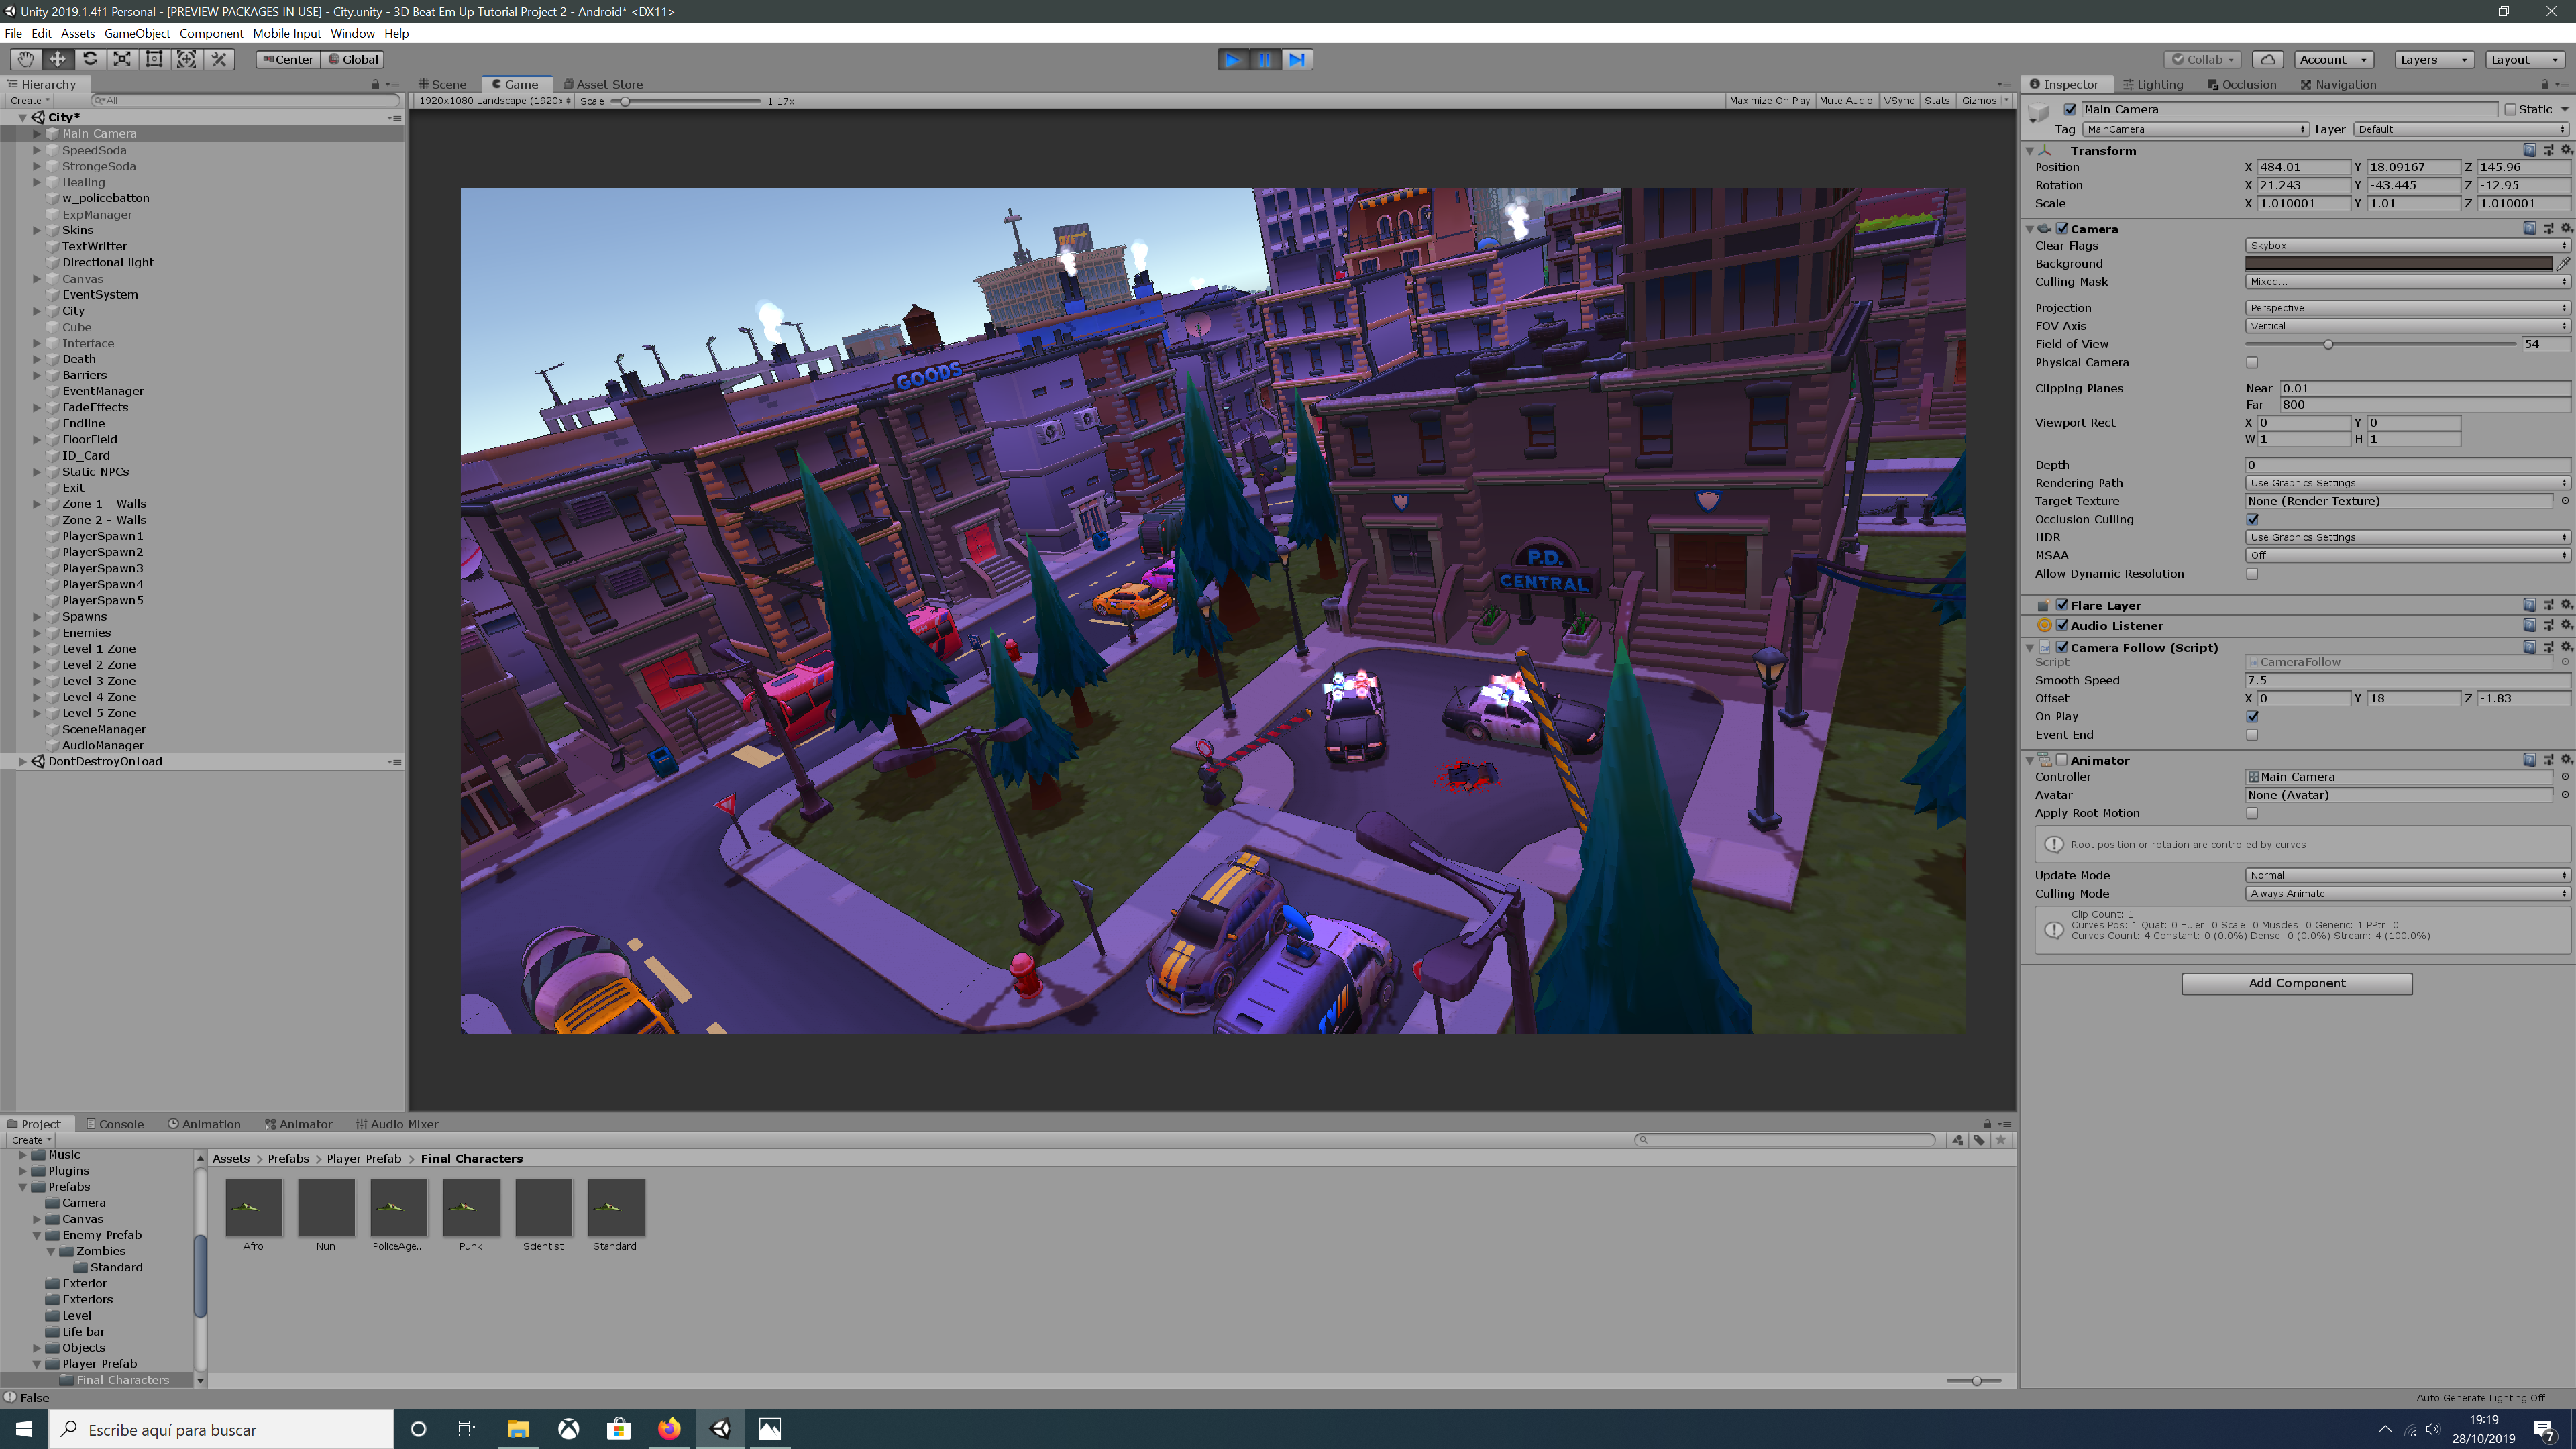 Unity 2019.1.4f1 Personal - [PREVIEW PACKAGES IN USE] - City.unity - 3D Beat Em Up Tutorial Project 2 - Android* <DX11>
File Edit Assets GameObject Component Mobile Input Window Help
Center Global
Collab Account Layers Layout
Hierarchy
Create All
City*
Main Camera
SpeedSoda
StrongeSoda
Healing
w_policebatton
ExpManager
Skins
TextWritter
Directional light
Canvas
EventSystem
City
Cube
Interface
Death
Barriers
EventManager
FadeEffects
Endline
FloorField
ID_Card
Static NPCs
Exit
Zone 1 - Walls
Zone 2 - Walls
PlayerSpawn1
PlayerSpawn2
PlayerSpawn3
PlayerSpawn4
PlayerSpawn5
Spawns
Enemies
Level 1 Zone
Level 2 Zone
Level 3 Zone
Level 4 Zone
Level 5 Zone
SceneManager
AudioManager
DontDestroyOnLoad
Scene Game Asset Store
1920x1080 Landscape (1920x Scale 1.17x
Maximize On Play Mute Audio VSync Stats Gizmos
GOODS
P.D.
CENTRAL
Inspector Lighting Occlusion Navigation
Main Camera Static
Tag MainCamera Layer Default
Transform
Position X 484.01 Y 18.09167 Z 145.96
Rotation X 21.243 Y -43.445 Z -12.95
Scale X 1.010001 Y 1.01 Z 1.010001
Camera
Clear Flags Skybox
Background
Culling Mask Mixed...
Projection Perspective
FOV Axis Vertical
Field of View 54
Physical Camera
Clipping Planes Near 0.01
Far 800
Viewport Rect X 0 Y 0
W 1 H 1
Depth 0
Rendering Path Use Graphics Settings
Target Texture None (Render Texture)
Occlusion Culling
HDR Use Graphics Settings
MSAA Off
Allow Dynamic Resolution
Flare Layer
Audio Listener
Camera Follow (Script)
Script CameraFollow
Smooth Speed 7.5
Offset X 0 Y 18 Z -1.83
On Play
Event End
Animator
Controller Main Camera
Avatar None (Avatar)
Apply Root Motion
Root position or rotation are controlled by curves
Update Mode Normal
Culling Mode Always Animate
Clip Count: 1
Curves Pos: 1 Quat: 0 Euler: 0 Scale: 0 Muscles: 0 Generic: 1 PPtr: 0
Curves Count: 4 Constant: 0 (0.0%) Dense: 0 (0.0%) Stream: 4 (100.0%)
Add Component
Project Console Animation Animator Audio Mixer
Create
Music
Plugins
Prefabs
Camera
Canvas
Enemy Prefab
Zombies
Standard
Exterior
Exteriors
Level
Life bar
Objects
Player Prefab
Final Characters
Assets > Prefabs > Player Prefab > Final Characters
Afro Nun PoliceAge... Punk Scientist Standard
False
Auto Generate Lighting Off
Escribe aquí para buscar
19:19
28/10/2019
7